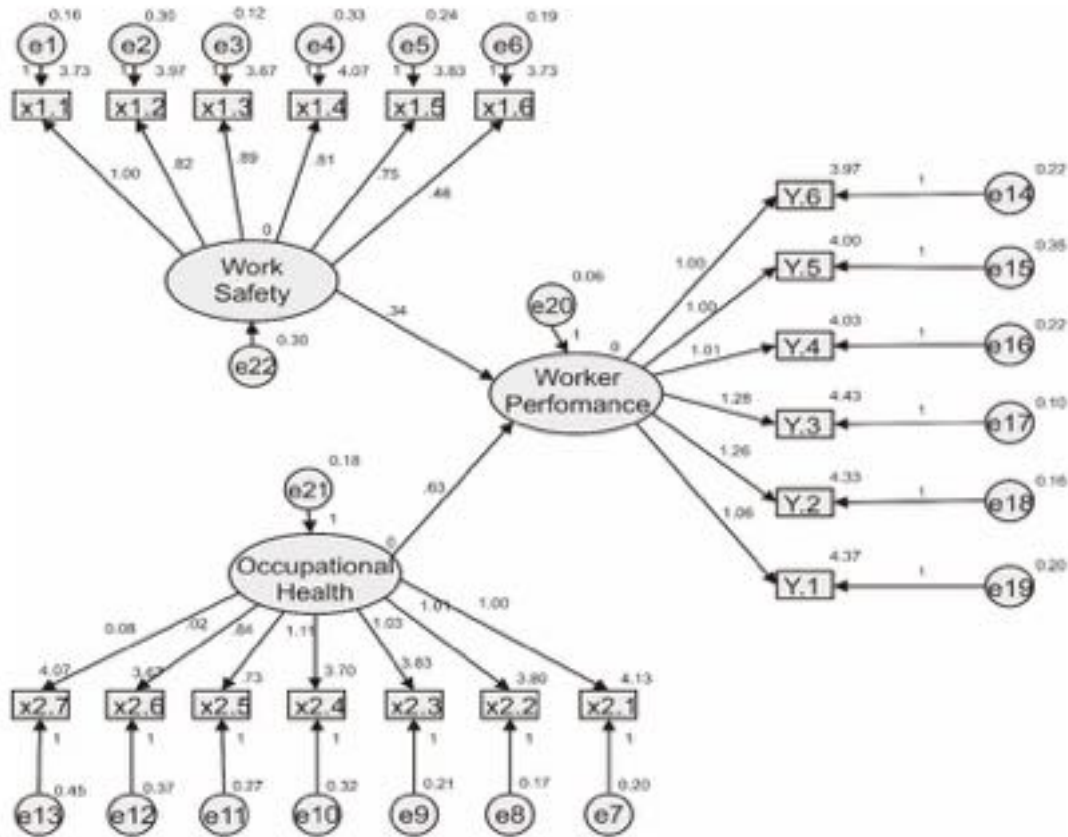 0.16 0.30 0.12 0.33 0.24 0.19
e1 e2 e3 e4 e5 e6
1 3.73 1 3.97 1 3.67 1 4.07 1 3.83 1 3.73
x1.1 x1.2 x1.3 x1.4 x1.5 x1.6
1.00 .82 .89 .81 .75 .46
0
Work
Safety
0.30
e22
.34
0.06
e20
1
0
Worker
Perfomance
1.00
3.97
Y.6
1
0.22
e14
1.00
4.00
Y.5
1
0.35
e15
1.01
4.03
Y.4
1
0.22
e16
1.28
4.43
Y.3
1
0.10
e17
1.26
4.33
Y.2
1
0.16
e18
1.06
4.37
Y.1
1
0.20
e19
.63
0.18
e21
1
0
Occupational
Health
0.08 .02 .84 1.11 1.03 1.01 1.00
4.07 3.67 .73 3.70 3.83 3.80 4.13
x2.7 x2.6 x2.5 x2.4 x2.3 x2.2 x2.1
1 1 1 1 1 1 1
0.45 0.37 0.27 0.32 0.21 0.17 0.20
e13 e12 e11 e10 e9 e8 e7